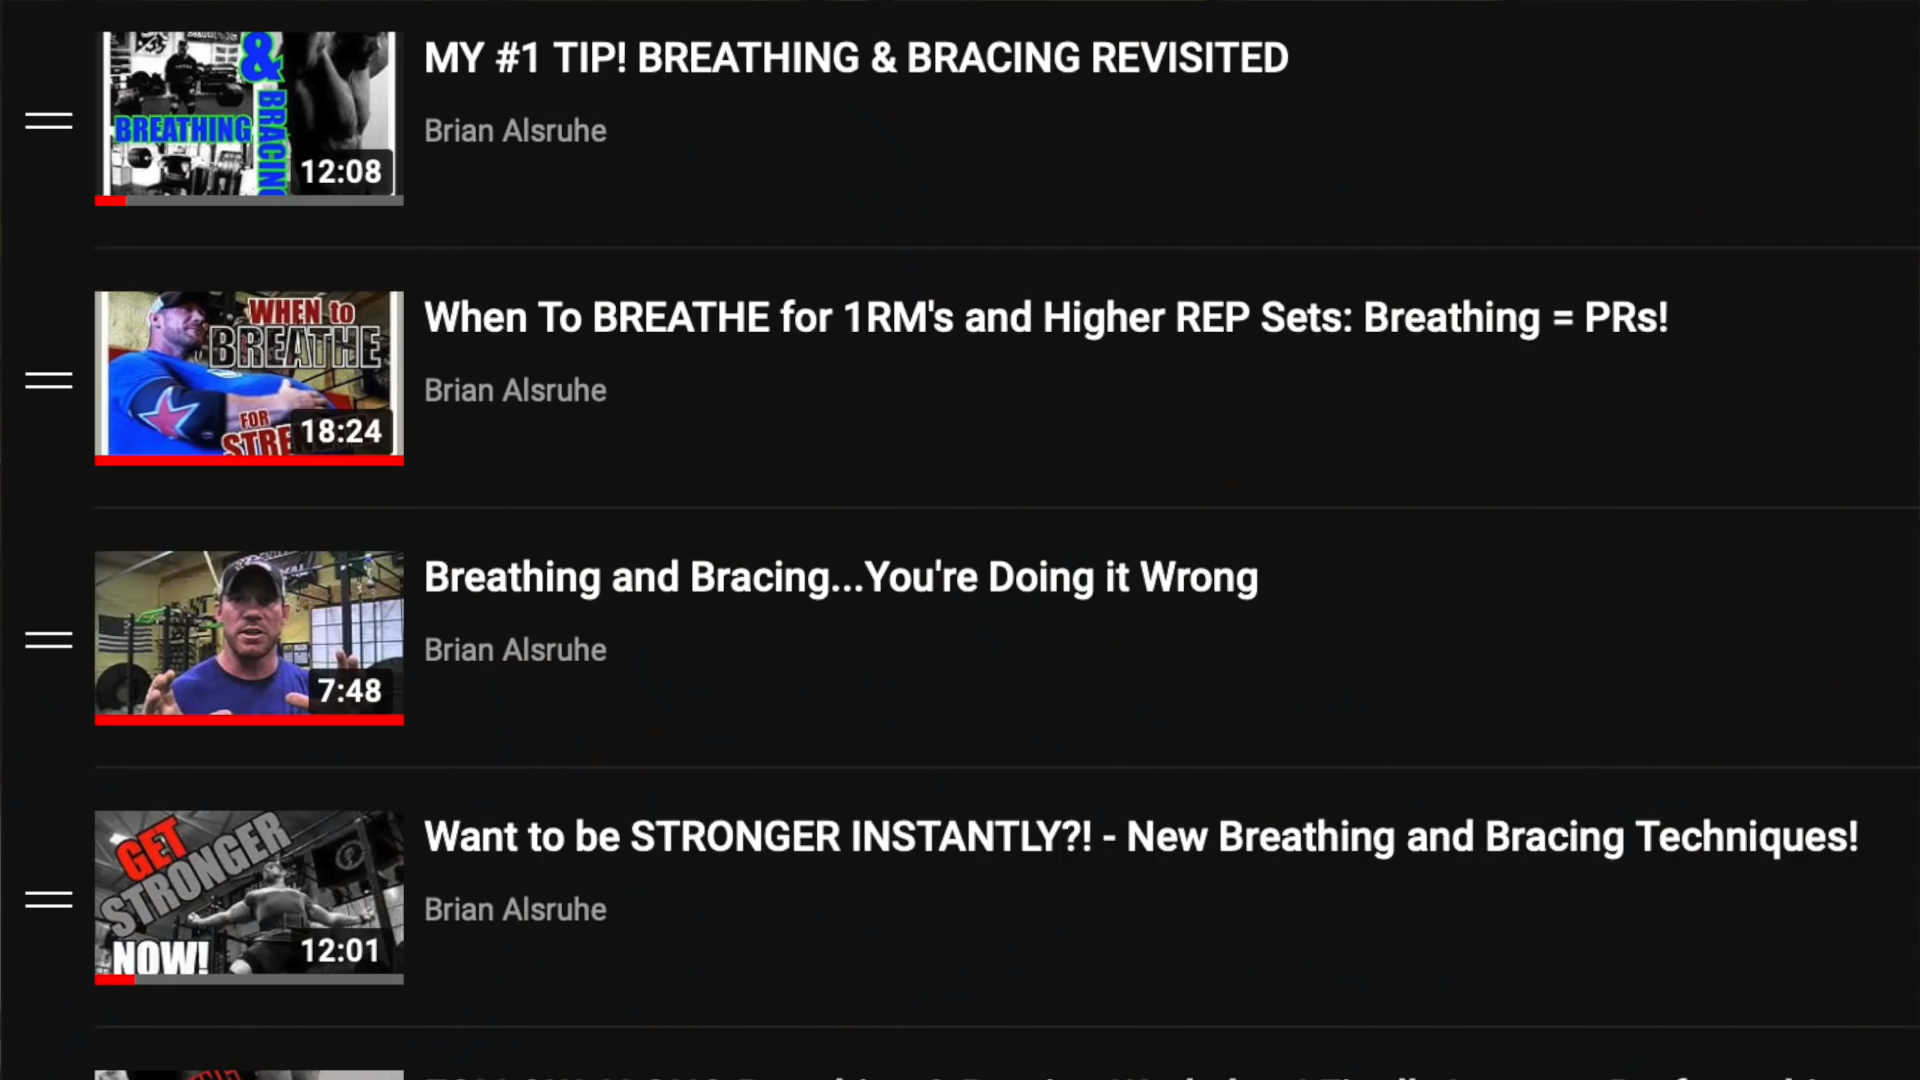 MY #1 TIP! BREATHING & BRACING REVISITED
Brian Alsruhe
&
BREATHING
BRACING
12:08
When To BREATHE for 1RM's and Higher REP Sets: Breathing = PRs!
Brian Alsruhe
WHEN to
BREATHE
FOR
18:24
Breathing and Bracing...You're Doing it Wrong
Brian Alsruhe
7:48
Want to be STRONGER INSTANTLY?! - New Breathing and Bracing Techniques!
Brian Alsruhe
GET
STRONGER
NOW!
12:01